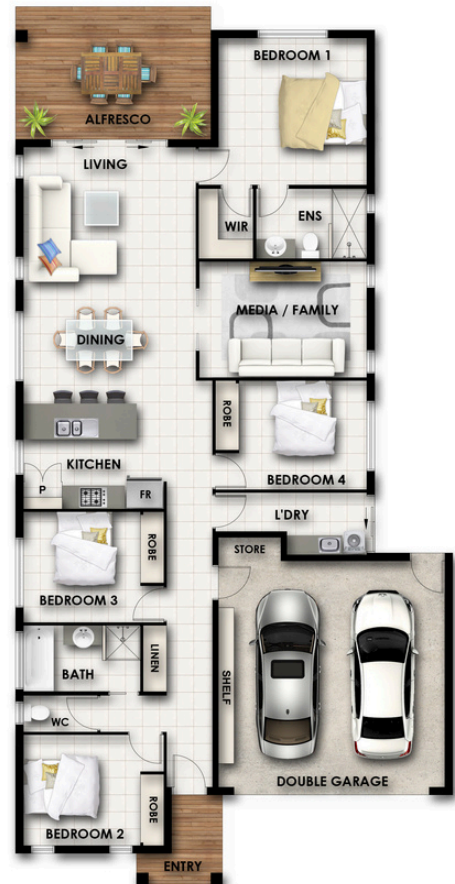 BEDROOM 1
ALFRESCO
LIVING
WIR
ENS
MEDIA / FAMILY
DINING
ROBE
KITCHEN
BEDROOM 4
P
FR
L'DRY
ROBE
STORE
BEDROOM 3
LINEN
BATH
SHELF
WC
DOUBLE GARAGE
ROBE
BEDROOM 2
ENTRY